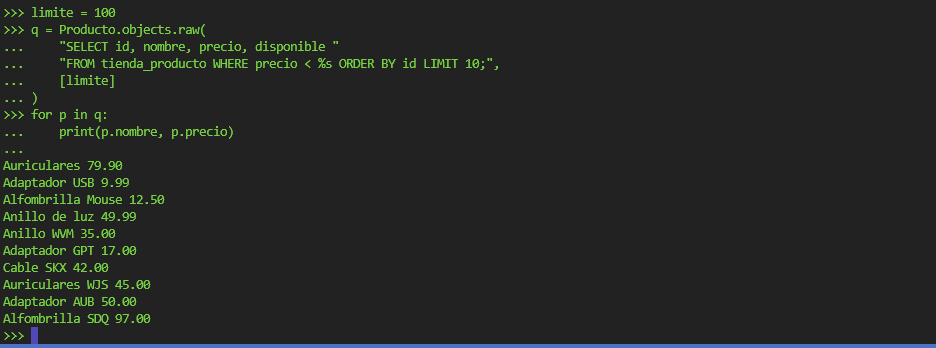 >>> limite = 100
>>> q = Producto.objects.raw(
...     "SELECT id, nombre, precio, disponible "
...     "FROM tienda_producto WHERE precio < %s ORDER BY id LIMIT 10;",
...     [limite]
... )
>>> for p in q:
...     print(p.nombre, p.precio)
...
Auriculares 79.90
Adaptador USB 9.99
Alfombrilla Mouse 12.50
Anillo de luz 49.99
Anillo WVM 35.00
Adaptador GPT 17.00
Cable SKX 42.00
Auriculares WJS 45.00
Adaptador AUB 50.00
Alfombrilla SDQ 97.00
>>>